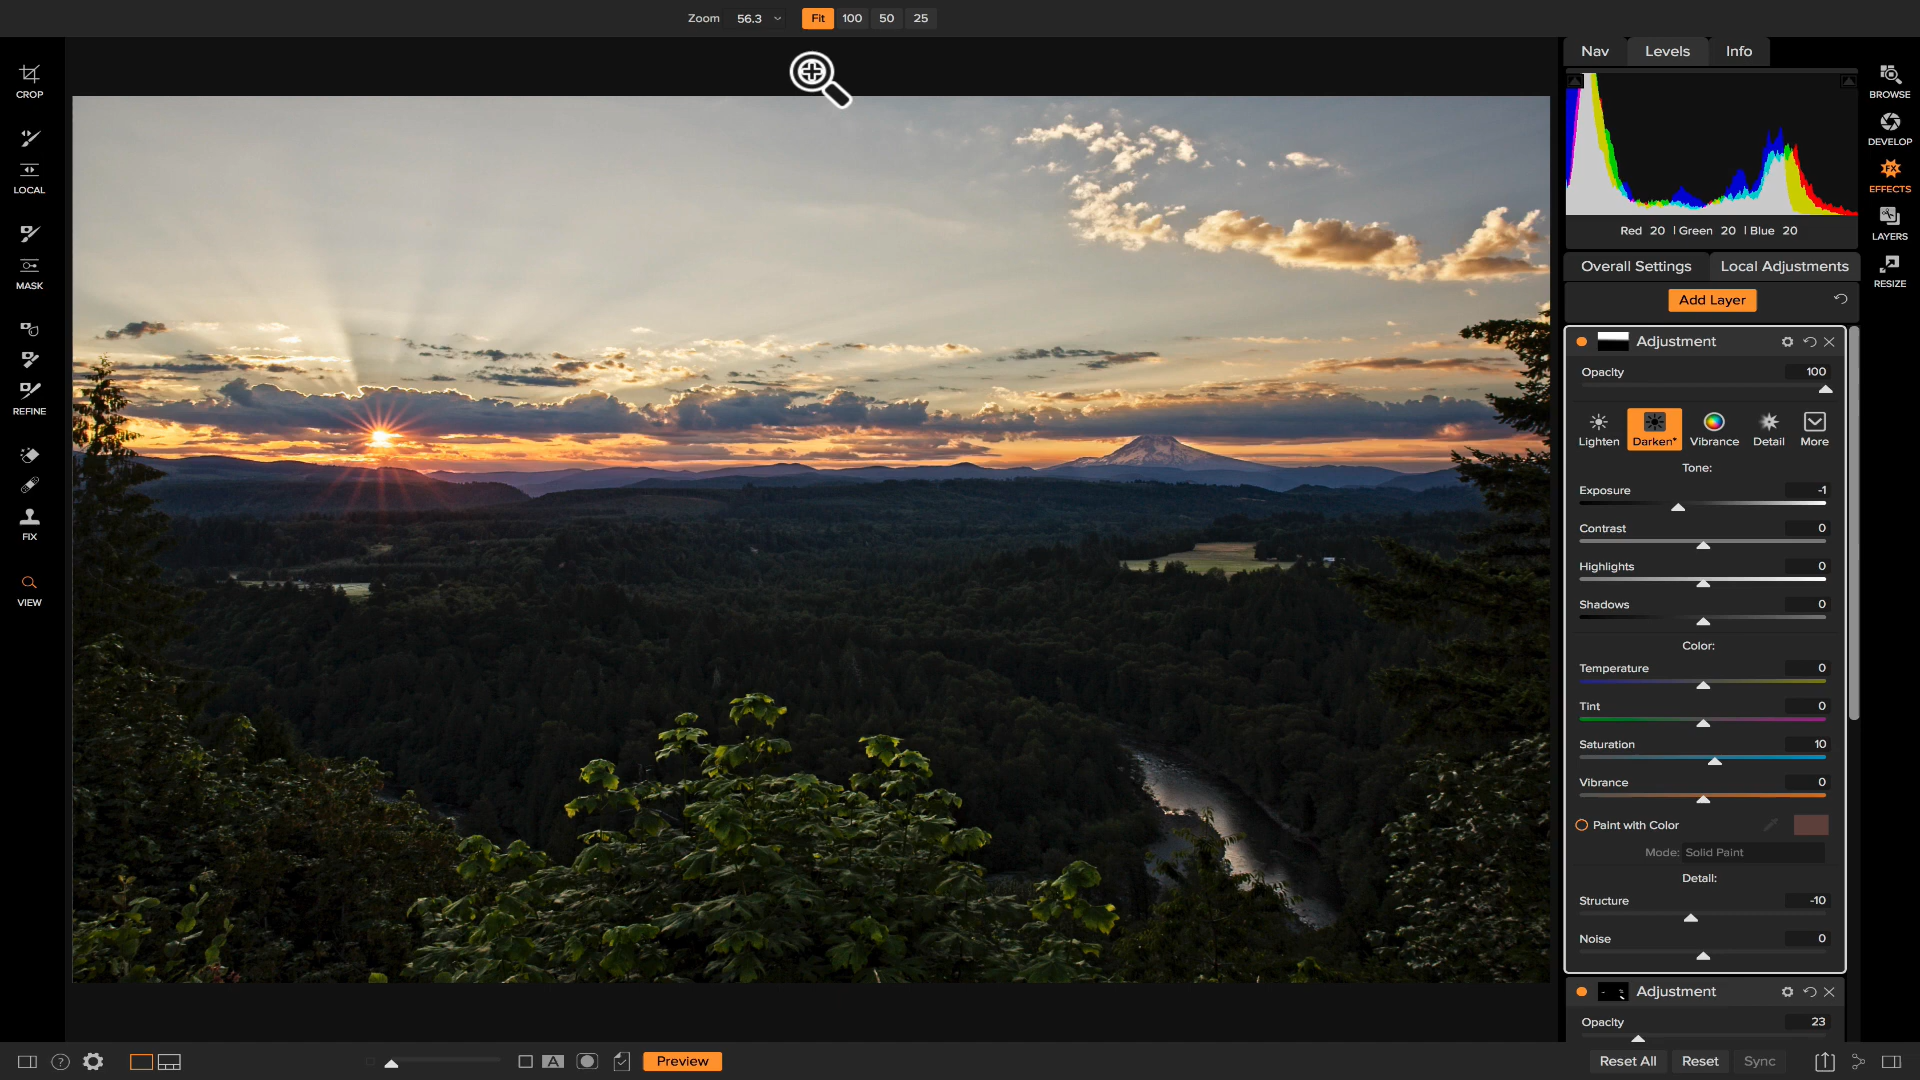 Zoom 56.3 Fit 100 50 25
CROP
LOCAL
MASK
REFINE
FIX
VIEW
Nav Levels Info
Red 20 | Green 20 | Blue 20
BROWSE
DEVELOP
FX
EFFECTS
LAYERS
RESIZE
Overall Settings Local Adjustments
Add Layer
Adjustment
Opacity 100
Lighten Darken* Vibrance Detail More
Tone:
Exposure -1
Contrast 0
Highlights 0
Shadows 0
Color:
Temperature 0
Tint 0
Saturation 10
Vibrance 0
Paint with Color
Mode: Solid Paint
Detail:
Structure -10
Noise 0
Adjustment
Opacity 23
? A Preview
Reset All Reset Sync